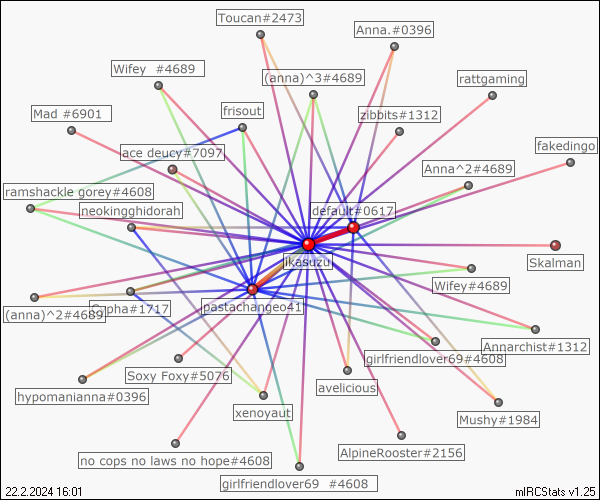 Toucan#2473
Anna.#0396
Wifey  #4689
(anna)^3#4689
rattgaming
Mad #6901
frisout
zibbits#1312
fakedingo
ace deucy#7097
Anna^2#4689
ramshackle gorey#4608
neokingghidorah
default#0617
ikasuzu
Skalman
Wifey#4689
(anna)^2#4689
pha#1717
pastachangeo41
Annarchist#1312
girlfriendlover69#4608
Soxy Foxy#5076
avelicious
hypomanianna#0396
xenoyaut
Mushy#1984
AlpineRooster#2156
no cops no laws no hope#4608
girlfriendlover69  #4608
22.2.2024 16:01
mIRCStats v1.25